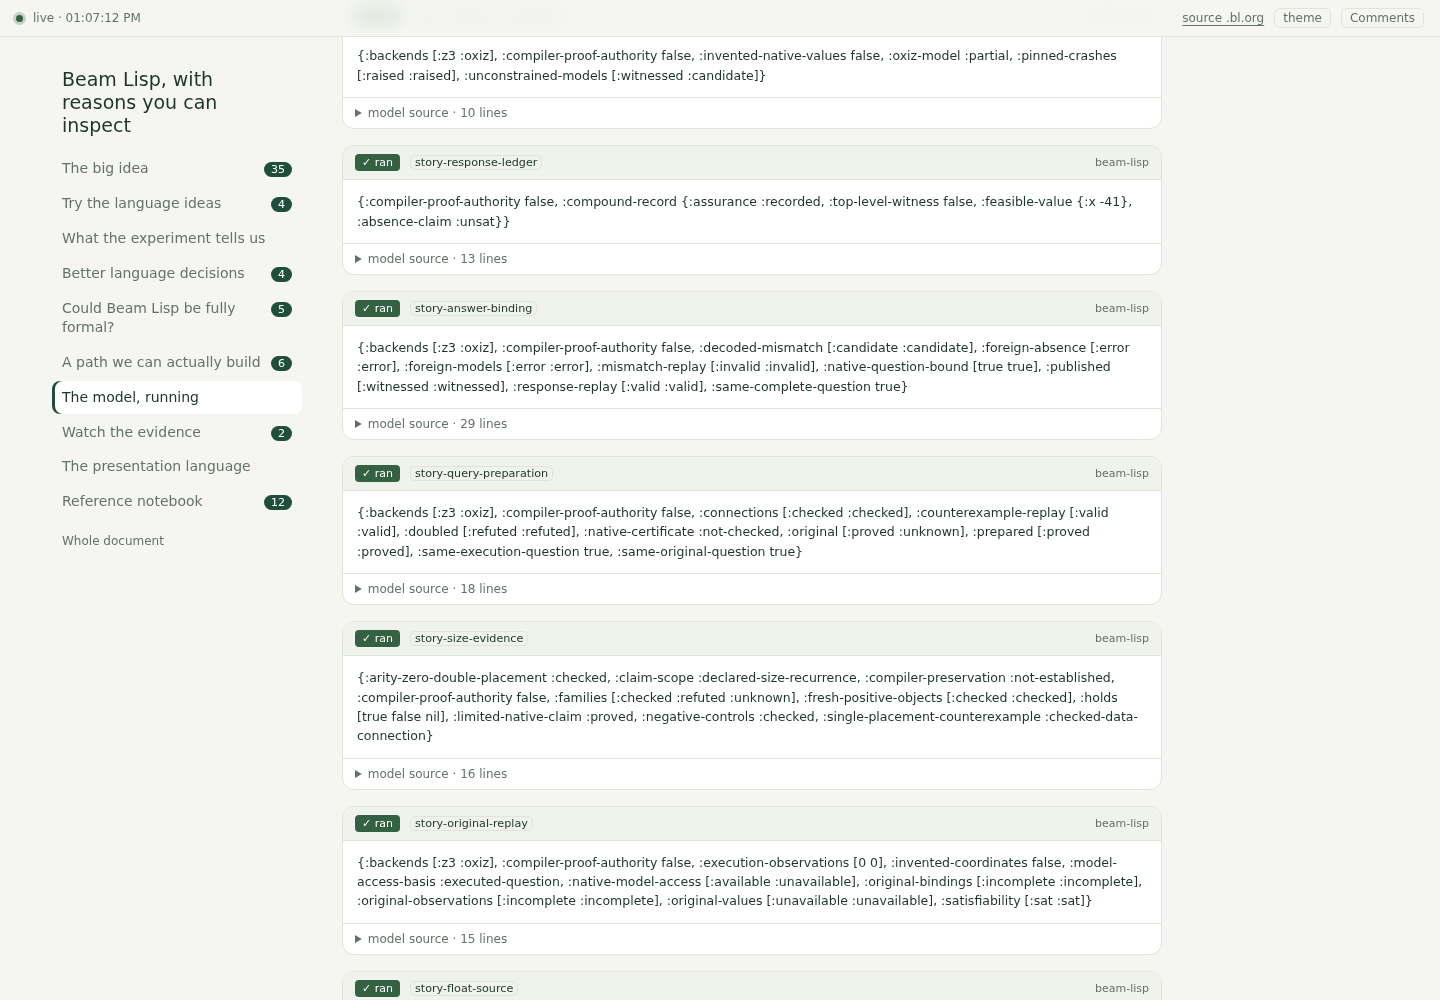 live · 01:07:12 PM
source .bl.org
theme
Comments
Beam Lisp, with
reasons you can
inspect
The big idea 35
Try the language ideas 4
What the experiment tells us
Better language decisions 4
Could Beam Lisp be fully
formal? 5
A path we can actually build 6
The model, running
Watch the evidence 2
The presentation language
Reference notebook 12
Whole document
{:backends [:z3 :oxiz], :compiler-proof-authority false, :invented-native-values false, :oxiz-model :partial, :pinned-crashes
[:raised :raised], :unconstrained-models [:witnessed :candidate]}
▶ model source · 10 lines
✓ ran story-response-ledger beam-lisp
{:compiler-proof-authority false, :compound-record {:assurance :recorded, :top-level-witness false, :feasible-value {:x -41},
:absence-claim :unsat}}
▶ model source · 13 lines
✓ ran story-answer-binding beam-lisp
{:backends [:z3 :oxiz], :compiler-proof-authority false, :decoded-mismatch [:candidate :candidate], :foreign-absence [:error
:error], :foreign-models [:error :error], :mismatch-replay [:invalid :invalid], :native-question-bound [true true], :published
[:witnessed :witnessed], :response-replay [:valid :valid], :same-complete-question true}
▶ model source · 29 lines
✓ ran story-query-preparation beam-lisp
{:backends [:z3 :oxiz], :compiler-proof-authority false, :connections [:checked :checked], :counterexample-replay [:valid
:valid], :doubled [:refuted :refuted], :native-certificate :not-checked, :original [:proved :unknown], :prepared [:proved
:proved], :same-execution-question true, :same-original-question true}
▶ model source · 18 lines
✓ ran story-size-evidence beam-lisp
{:arity-zero-double-placement :checked, :claim-scope :declared-size-recurrence, :compiler-preservation :not-established,
:compiler-proof-authority false, :families [:checked :refuted :unknown], :fresh-positive-objects [:checked :checked], :holds
[true false nil], :limited-native-claim :proved, :negative-controls :checked, :single-placement-counterexample :checked-data-
connection}
▶ model source · 16 lines
✓ ran story-original-replay beam-lisp
{:backends [:z3 :oxiz], :compiler-proof-authority false, :execution-observations [0 0], :invented-coordinates false, :model-
access-basis :executed-question, :native-model-access [:available :unavailable], :original-bindings [:incomplete :incomplete],
:original-observations [:incomplete :incomplete], :original-values [:unavailable :unavailable], :satisfiability [:sat :sat]}
▶ model source · 15 lines
✓ ran story-float-source beam-lisp